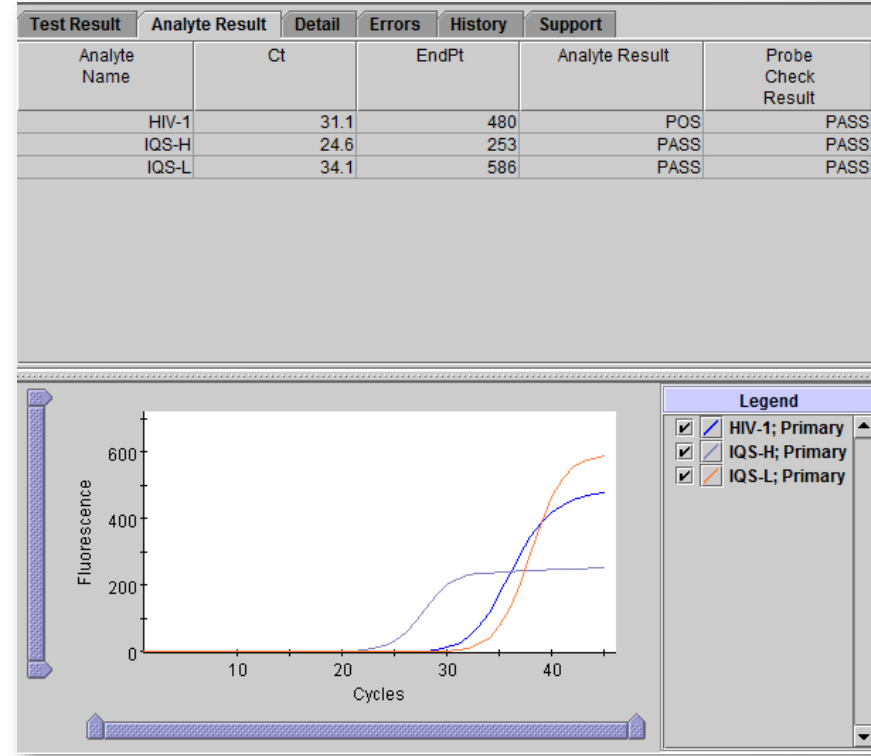 Test Result Analyte Result Detail Errors History Support
Analyte Name Ct EndPt Analyte Result Probe Check Result
HIV-1 31.1 480 POS PASS
IQS-H 24.6 253 PASS PASS
IQS-L 34.1 586 PASS PASS
Legend
HIV-1; Primary
IQS-H; Primary
IQS-L; Primary
600
400
200
0
Fluorescence
10 20 30 40
Cycles